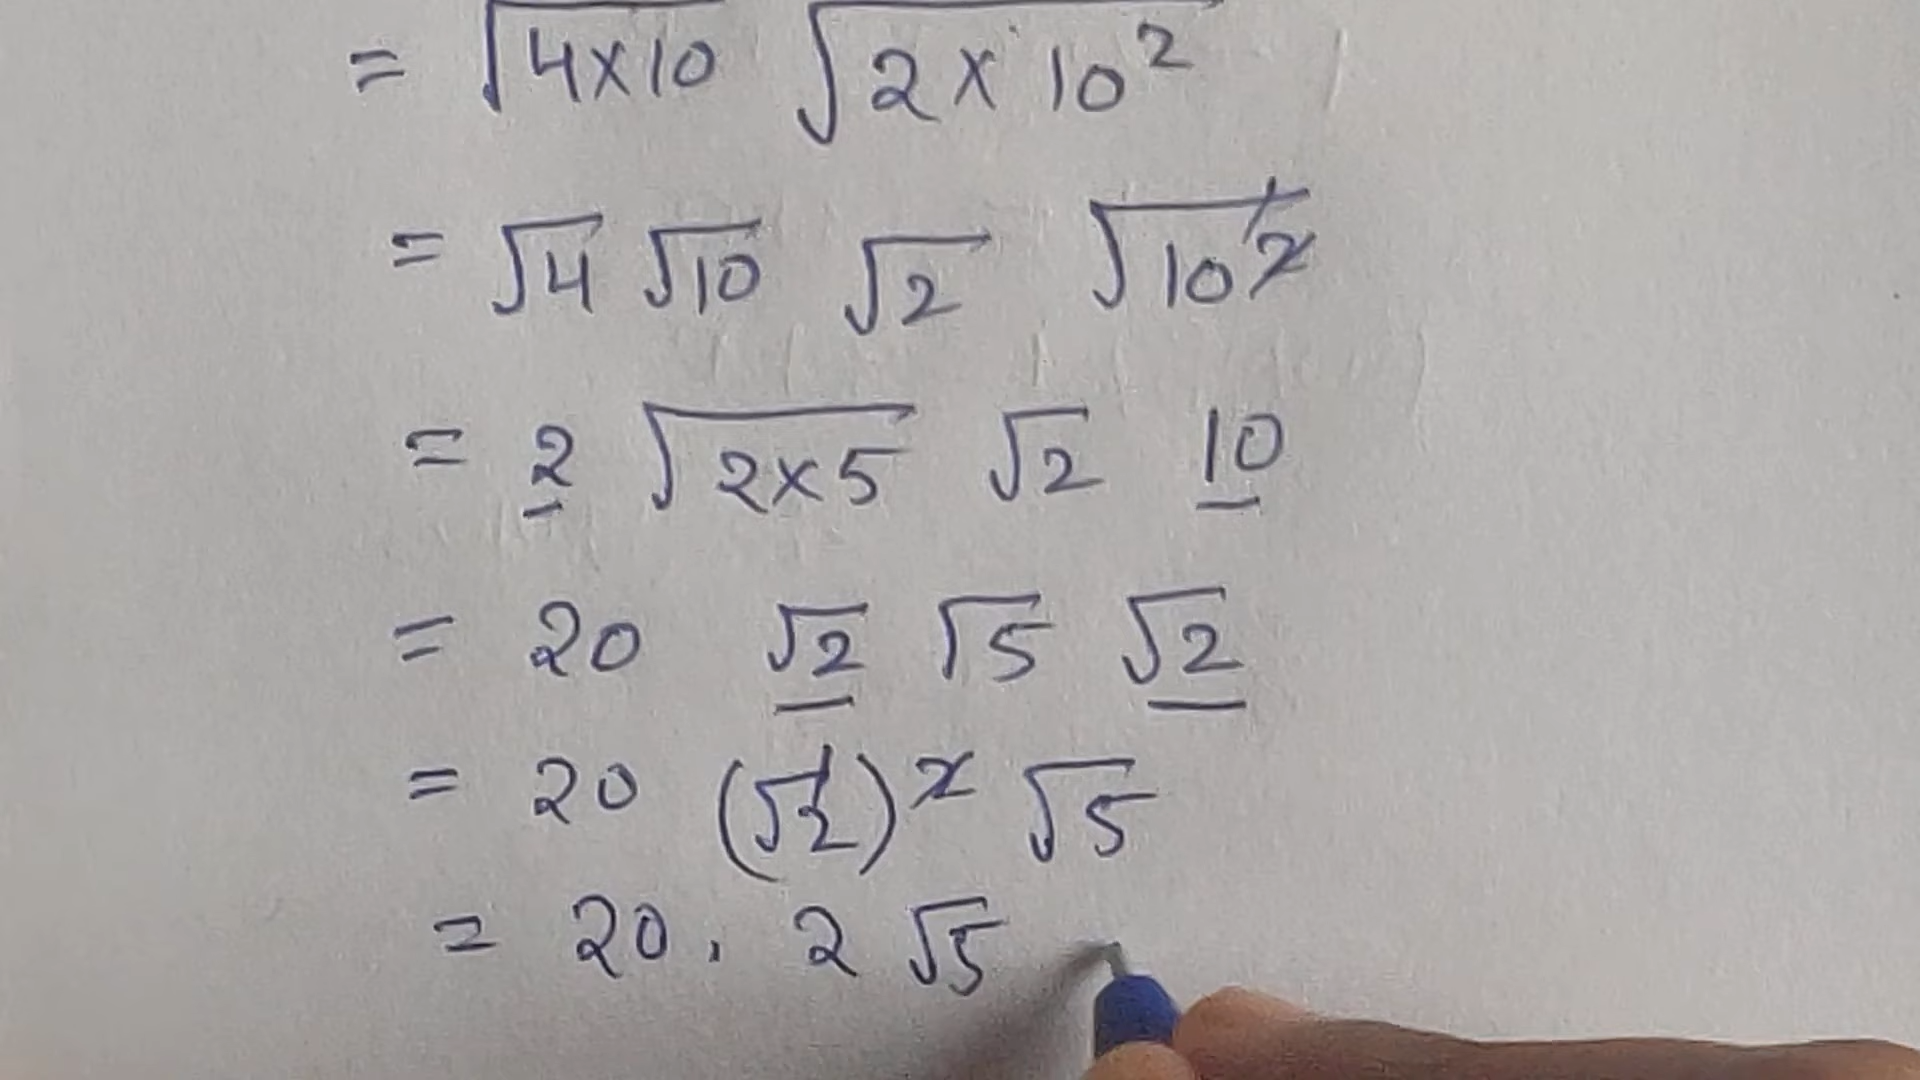 = √4×10 √2×10²
= √4 √10 √2 √10²
= 2 √2×5 √2 10
= 20 √2 √5 √2
= 20 (√2)² √5
= 20 . 2 √5